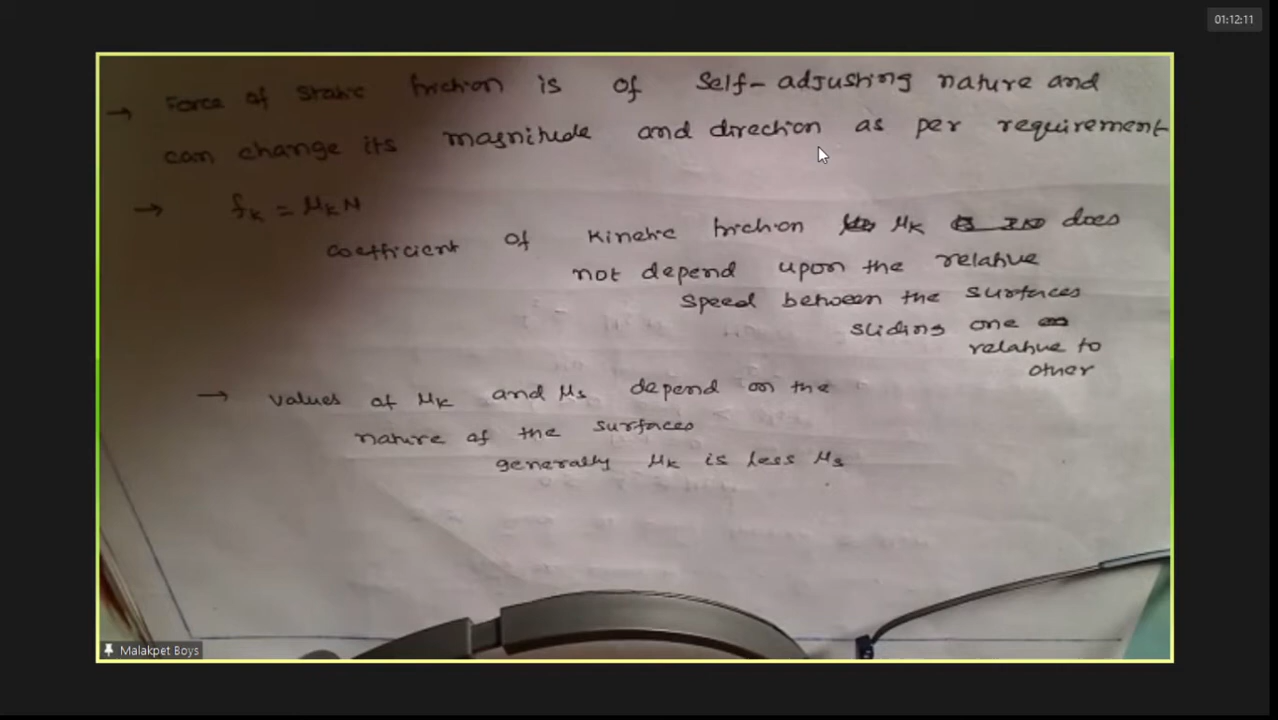 01:12:11
→ Force of static friction is of Self-adjusting nature and
can change its magnitude and direction as per requirement
→ fₖ = μₖN
coefficient of kinetic friction μₖ does
not depend upon the relative
speed between the surfaces
sliding one
relative to
other
→ values of μₖ and μₛ depend on the
nature of the surfaces
generally μₖ is less μₛ
Malakpet Boys